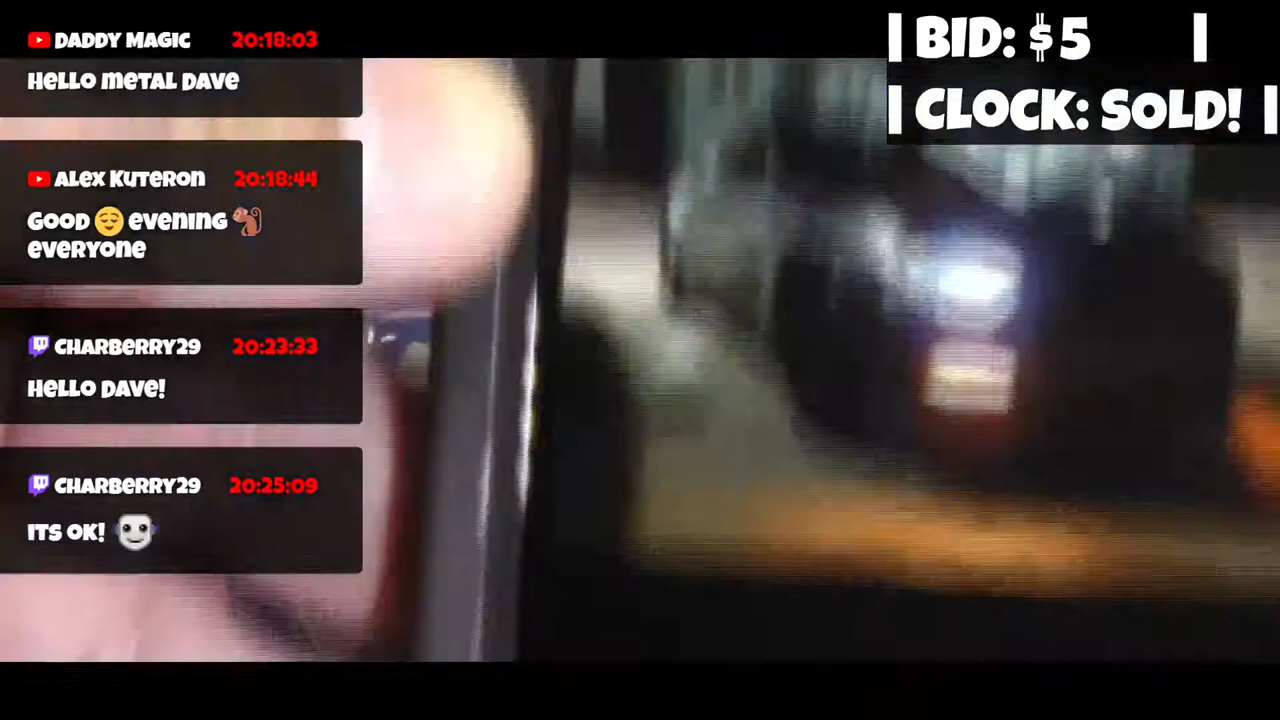 DADDY MAGIC 20:18:03
HELLO METAL DAVE
ALEX KUTERON 20:18:44
GOOD 😌 EVENING 🐒
EVERYONE
CHARBERRY29 20:23:33
HELLO DAVE!
CHARBERRY29 20:25:09
ITS OK!
| BID: $5 |
| CLOCK: SOLD! |